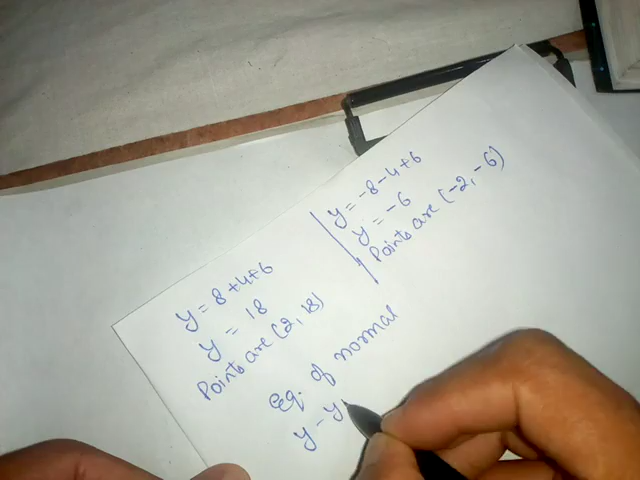 y = 8+4+6
y = 18
Points are (2, 18)
y = -8-4+6
y = -6
Points are (-2, -6)
Eq. of normal
y - y